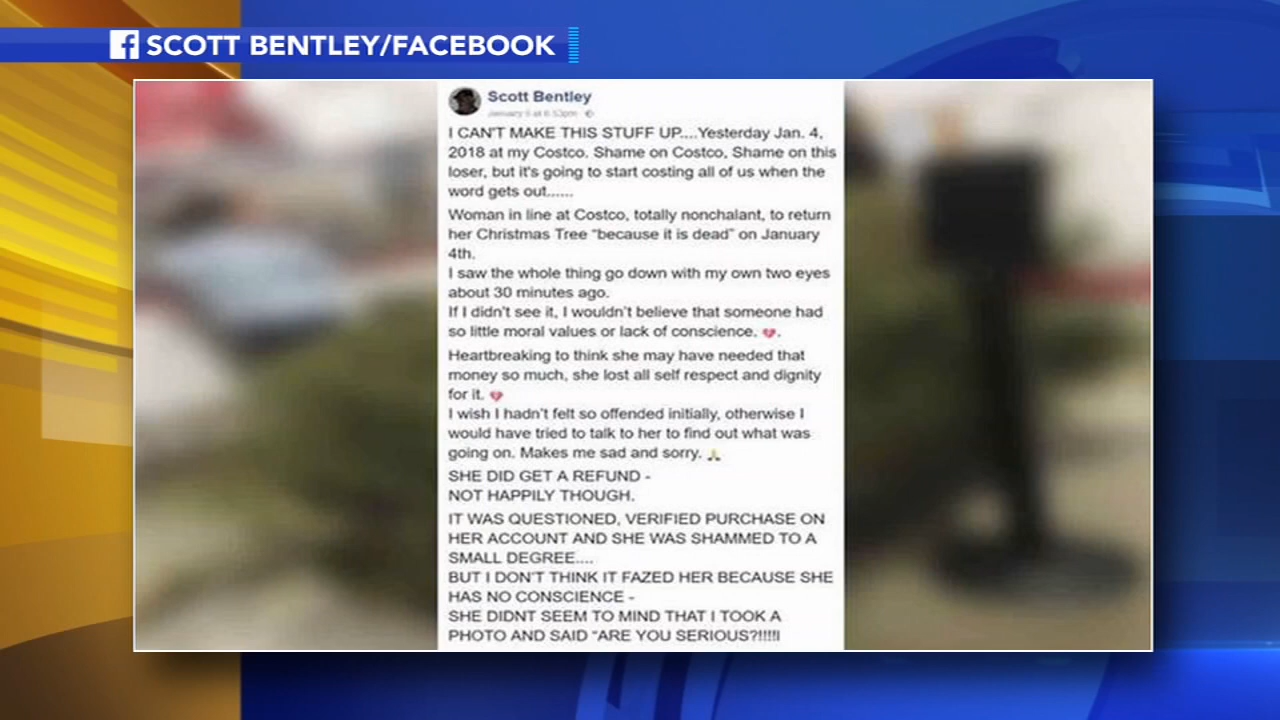 SCOTT BENTLEY/FACEBOOK
Scott Bentley
I CAN'T MAKE THIS STUFF UP....Yesterday Jan. 4,
2018 at my Costco. Shame on Costco, Shame on this
loser, but it's going to start costing all of us when the
word gets out......
Woman in line at Costco, totally nonchalant, to return
her Christmas Tree “because it is dead” on January
4th.
I saw the whole thing go down with my own two eyes
about 30 minutes ago.
If I didn't see it, I wouldn't believe that someone had
so little moral values or lack of conscience. 💔.
Heartbreaking to think she may have needed that
money so much, she lost all self respect and dignity
for it. 💔
I wish I hadn't felt so offended initially, otherwise I
would have tried to talk to her to find out what was
going on. Makes me sad and sorry. 🙏
SHE DID GET A REFUND -
NOT HAPPILY THOUGH.
IT WAS QUESTIONED, VERIFIED PURCHASE ON
HER ACCOUNT AND SHE WAS SHAMMED TO A
SMALL DEGREE....
BUT I DON'T THINK IT FAZED HER BECAUSE SHE
HAS NO CONSCIENCE -
SHE DIDNT SEEM TO MIND THAT I TOOK A
PHOTO AND SAID “ARE YOU SERIOUS?!!!!I